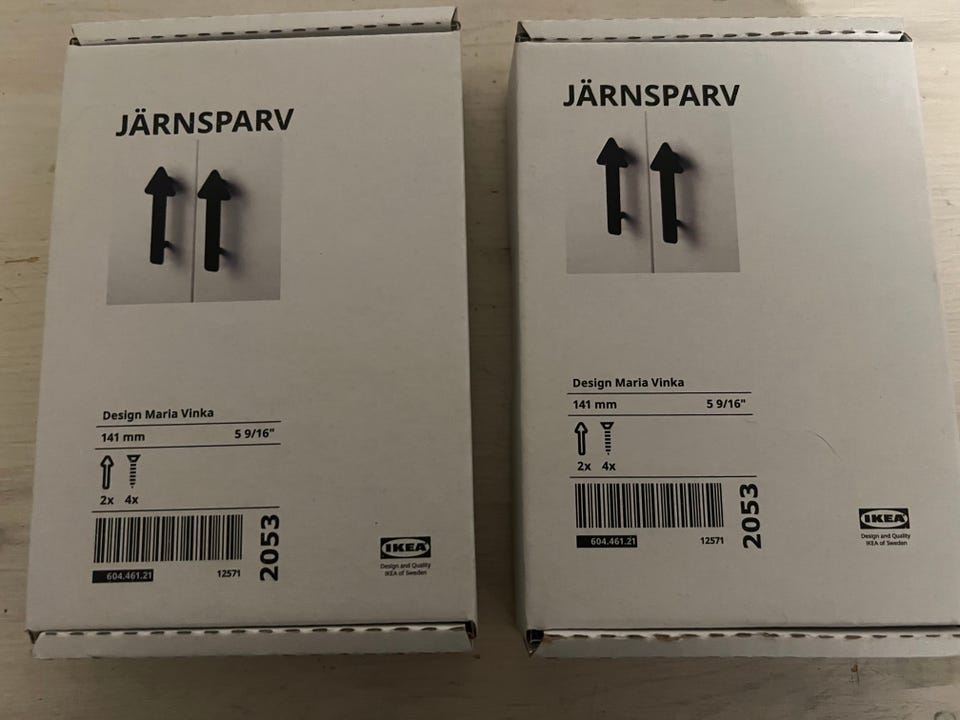 JÄRNSPARV
Design Maria Vinka
141 mm 5 9/16"
2x 4x
604.461.21 12571
2053
IKEA
Design and Quality
IKEA of Sweden
JÄRNSPARV
Design Maria Vinka
141 mm 5 9/16"
2x 4x
604.461.21 12571
2053
IKEA
Design and Quality
IKEA of Sweden